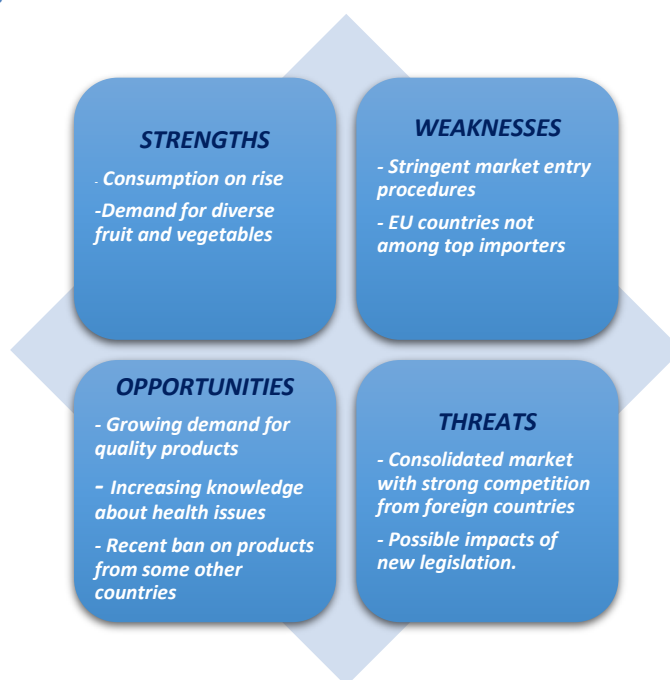 STRENGTHS
- Consumption on rise
-Demand for diverse
fruit and vegetables
WEAKNESSES
- Stringent market entry
procedures
- EU countries not
among top importers
OPPORTUNITIES
- Growing demand for
quality products
- Increasing knowledge
about health issues
- Recent ban on products
from some other
countries
THREATS
- Consolidated market
with strong competition
from foreign countries
- Possible impacts of
new legislation.